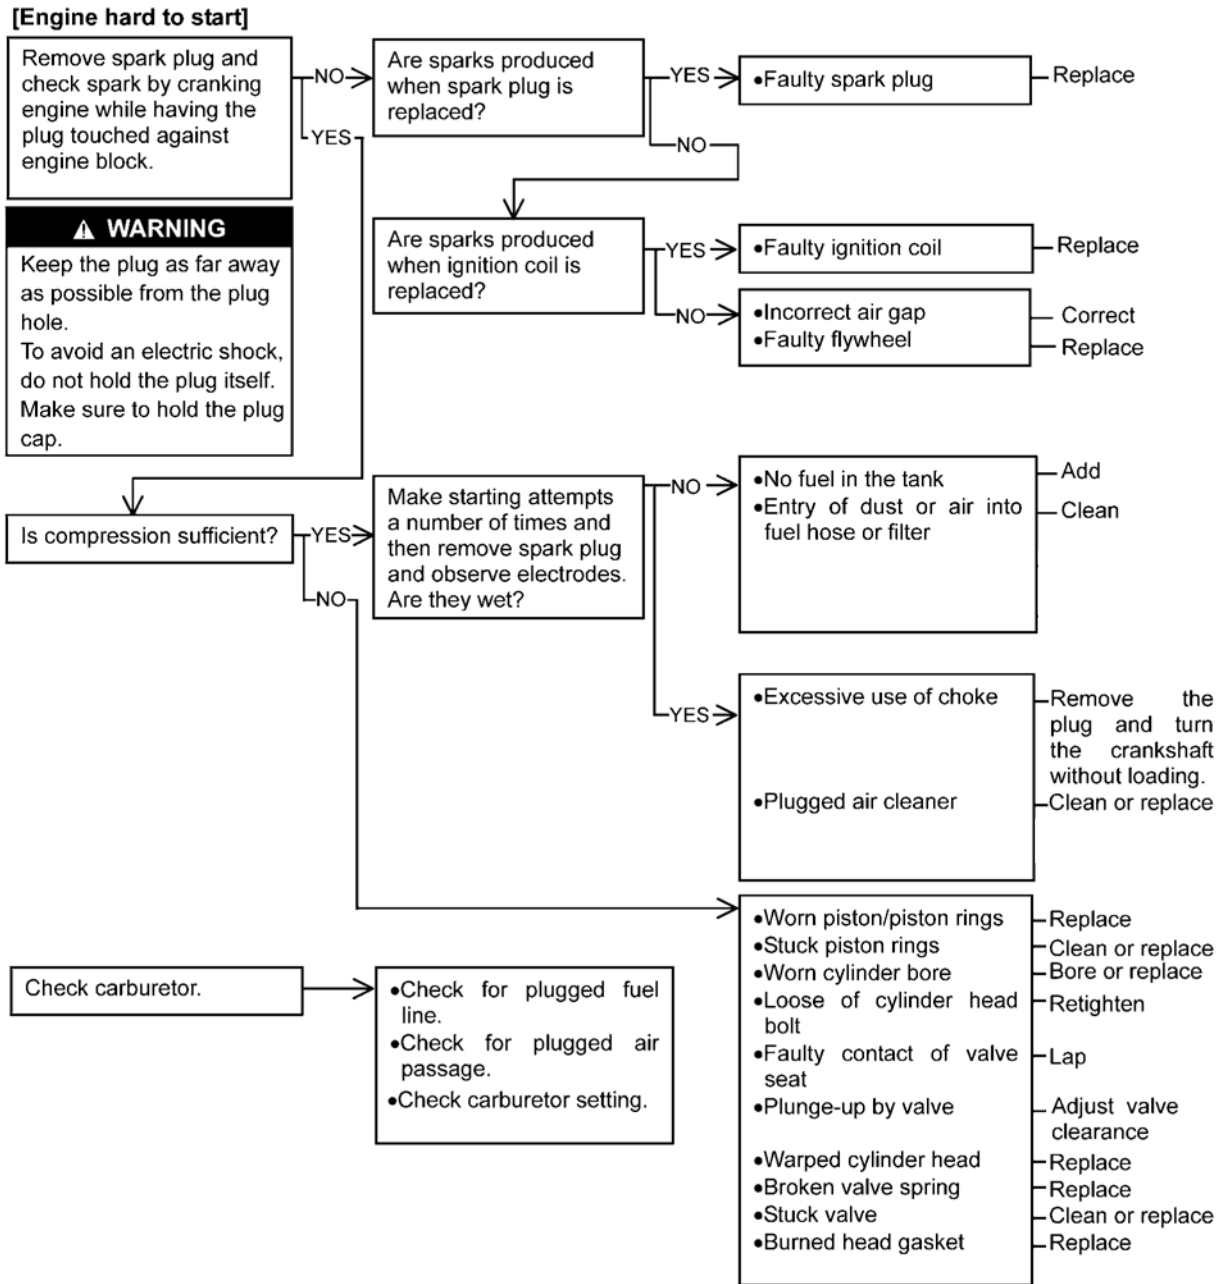 [Engine hard to start]
Remove spark plug and
check spark by cranking
engine while having the
plug touched against
engine block.
NO
YES
Are sparks produced
when spark plug is
replaced?
YES
NO
•Faulty spark plug
Replace
⚠ WARNING
Keep the plug as far away
as possible from the plug
hole.
To avoid an electric shock,
do not hold the plug itself.
Make sure to hold the plug
cap.
Are sparks produced
when ignition coil is
replaced?
YES
NO
•Faulty ignition coil
Replace
•Incorrect air gap
•Faulty flywheel
Correct
Replace
Is compression sufficient?
YES
NO
Make starting attempts
a number of times and
then remove spark plug
and observe electrodes.
Are they wet?
NO
YES
•No fuel in the tank
•Entry of dust or air into
fuel hose or filter
Add
Clean
•Excessive use of choke
Remove the
plug and turn
the crankshaft
without loading.
•Plugged air cleaner
Clean or replace
•Worn piston/piston rings
Replace
•Stuck piston rings
Clean or replace
•Worn cylinder bore
Bore or replace
•Loose of cylinder head
bolt
Retighten
•Faulty contact of valve
seat
Lap
•Plunge-up by valve
Adjust valve
clearance
•Warped cylinder head
Replace
•Broken valve spring
Replace
•Stuck valve
Clean or replace
•Burned head gasket
Replace
Check carburetor.
•Check for plugged fuel
line.
•Check for plugged air
passage.
•Check carburetor setting.